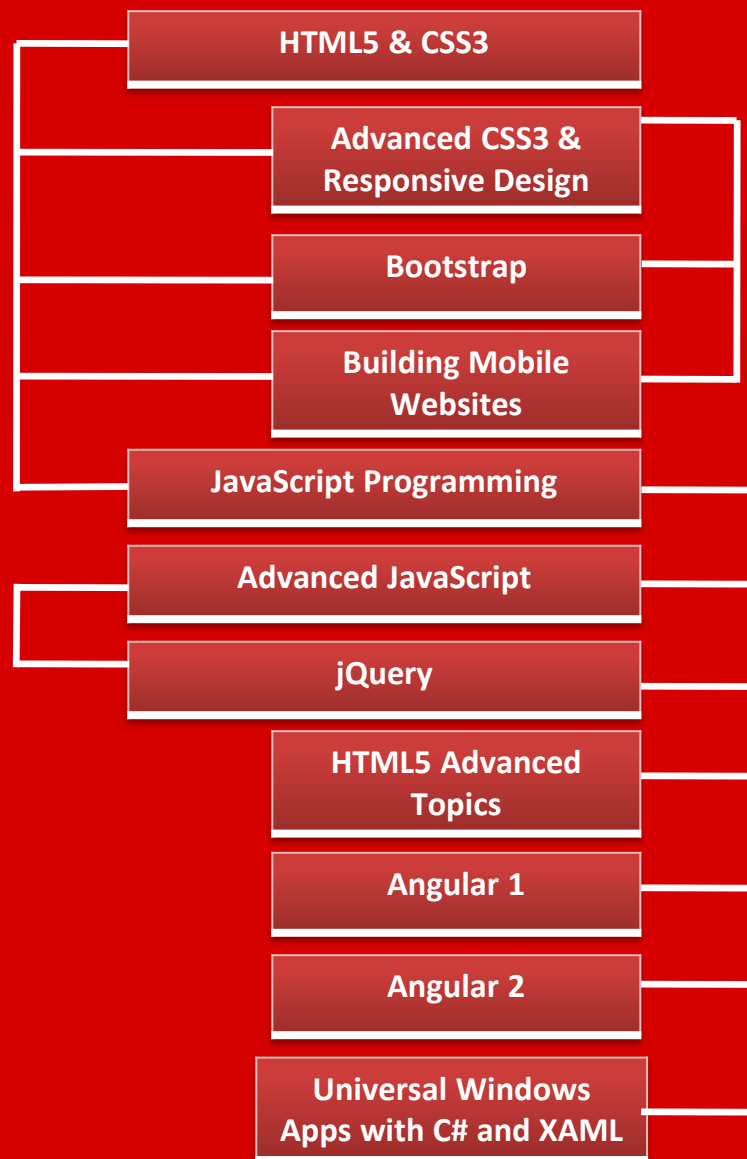 HTML5 & CSS3
Advanced CSS3 &
Responsive Design
Bootstrap
Building Mobile
Websites
JavaScript Programming
Advanced JavaScript
jQuery
HTML5 Advanced
Topics
Angular 1
Angular 2
Universal Windows
Apps with C# and XAML